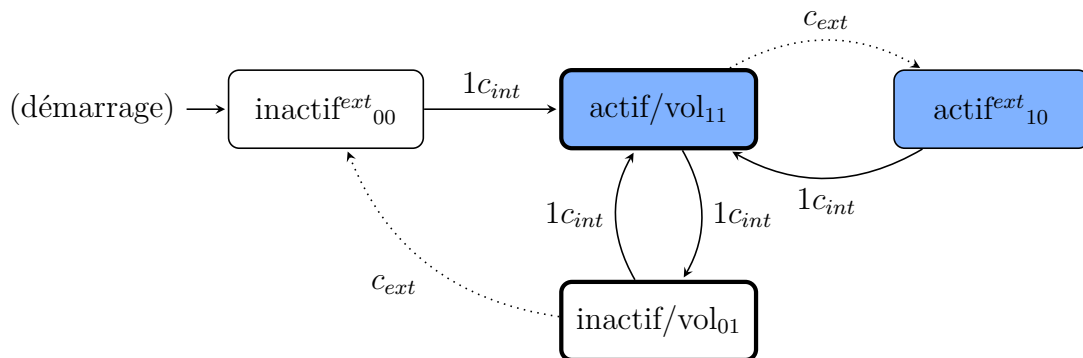 c_ext
(démarrage) inactif^ext_00 1c_int actif/vol_11 actif^ext_10
1c_int
1c_int 1c_int
c_ext
inactif/vol_01